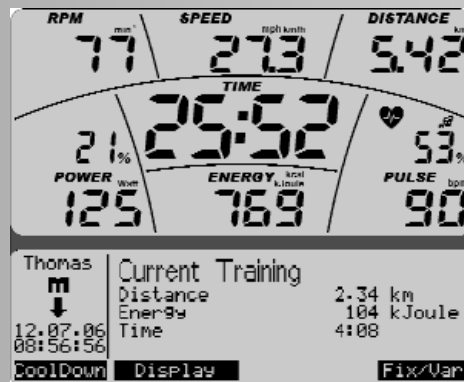 RPM SPEED DISTANCE
min⁻ mph km/h km
77 27.3 5.42
TIME
25:52
21% 53%
POWER Watt ENERGY kcal kJoule PULSE bpm
125 769 90
Thomas
m
12.07.06
08:56:56
Current Training
Distance 2.34 km
Energy 104 kJoule
Time 4:08
CoolDown Display Fix/Var